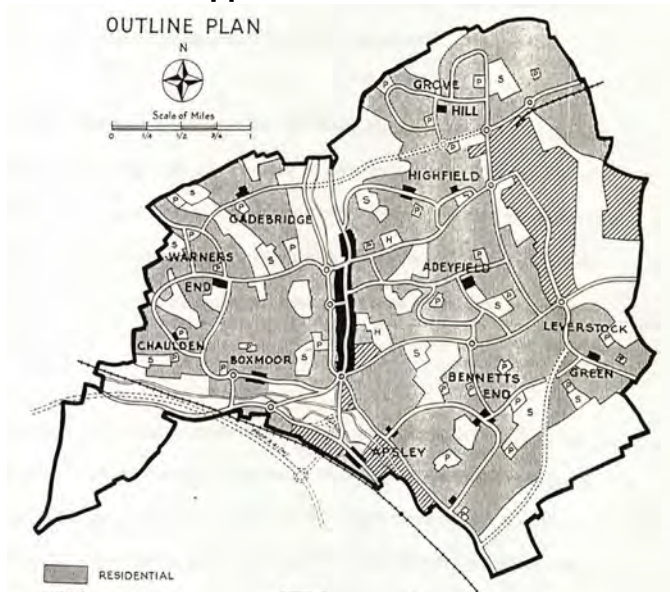 OUTLINE PLAN
N
Scale of Miles
0 1/4 1/2 3/4 1
GROVE
HILL
P
S
P
HIGHFIELD
GADEBRIDGE
S
P
S
P
H
WARNERS
END
ADEYFIELD
P
S
LEVERSTOCK
GREEN
CHAULDEN
S
P
BOXMOOR
S
H
S
BENNETTS
END
P
S
S
APSLEY
P
RESIDENTIAL